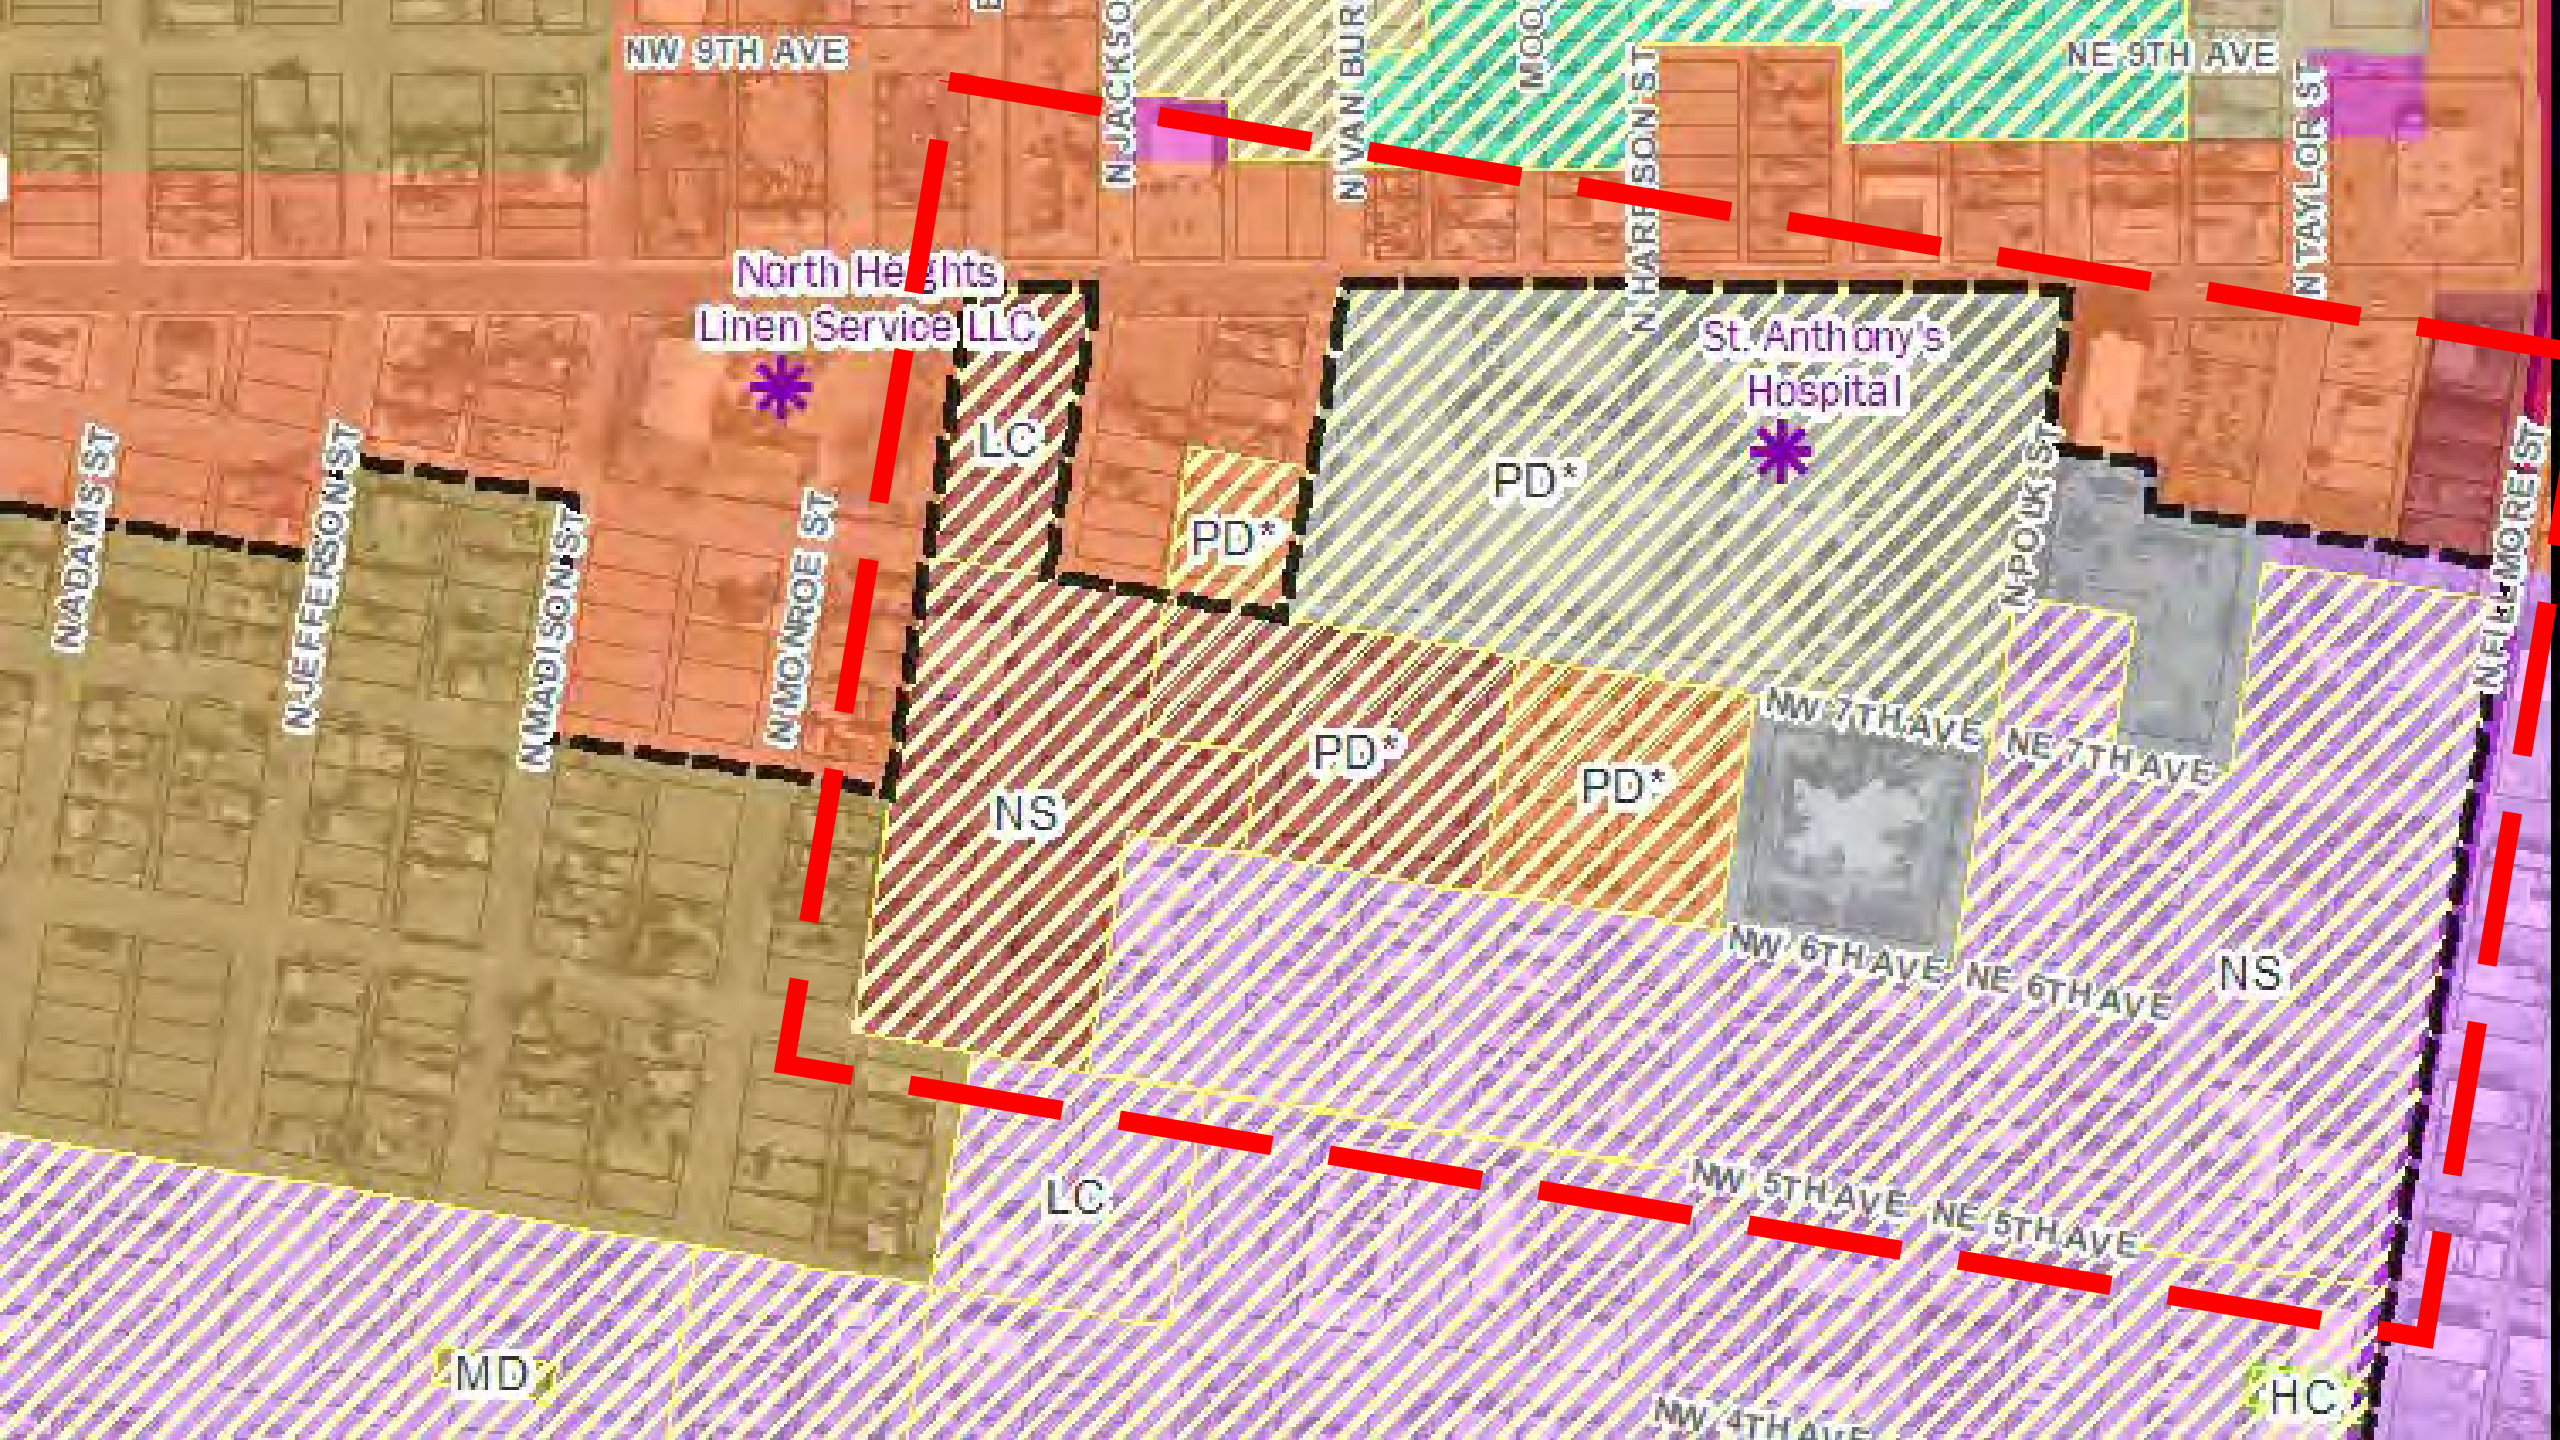 NW 9TH AVE
N JACKSO
N VAN BUR
MOO
N HARRISON ST
NE 9TH AVE
N TAYLOR ST
North Heights
Linen Service LLC
St. Anthony's
Hospital
LC
PD*
PD*
N ADAMS ST
N JEFFERSON ST
N MADISON ST
N MONROE ST
N POLK ST
N FILLMORE ST
NW 7TH AVE
NE 7TH AVE
PD*
PD*
NS
NW 6TH AVE
NE 6TH AVE
NS
NW 5TH AVE
NE 5TH AVE
LC
MD
HC
NW 4TH AVE